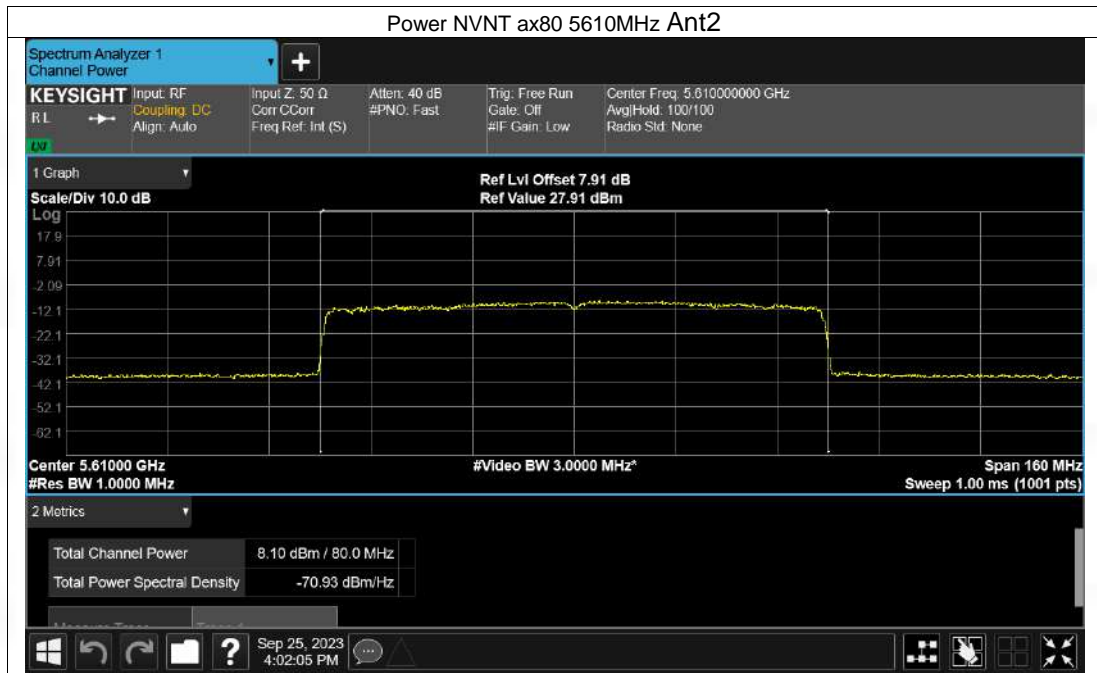 Power NVNT ax80 5610MHz Ant2
Spectrum Analyzer 1
Channel Power
+
KEYSIGHT
Input: RF
Coupling: DC
Align: Auto
Input Z: 50 Ω
Corr CCorr
Freq Ref: Int (S)
Atten: 40 dB
#PNO: Fast
Trig: Free Run
Gate: Off
#IF Gain: Low
Center Freq: 5.610000000 GHz
Avg|Hold: 100/100
Radio Std: None
RL
LXI
1 Graph
Ref Lvl Offset 7.91 dB
Scale/Div 10.0 dB
Ref Value 27.91 dBm
Log
17.9
7.91
-2.09
-12.1
-22.1
-32.1
-42.1
-52.1
-62.1
Center 5.61000 GHz
#Video BW 3.0000 MHz*
Span 160 MHz
#Res BW 1.0000 MHz
Sweep 1.00 ms (1001 pts)
2 Metrics
Total Channel Power 8.10 dBm / 80.0 MHz
Total Power Spectral Density -70.93 dBm/Hz
?
Sep 25, 2023
4:02:05 PM